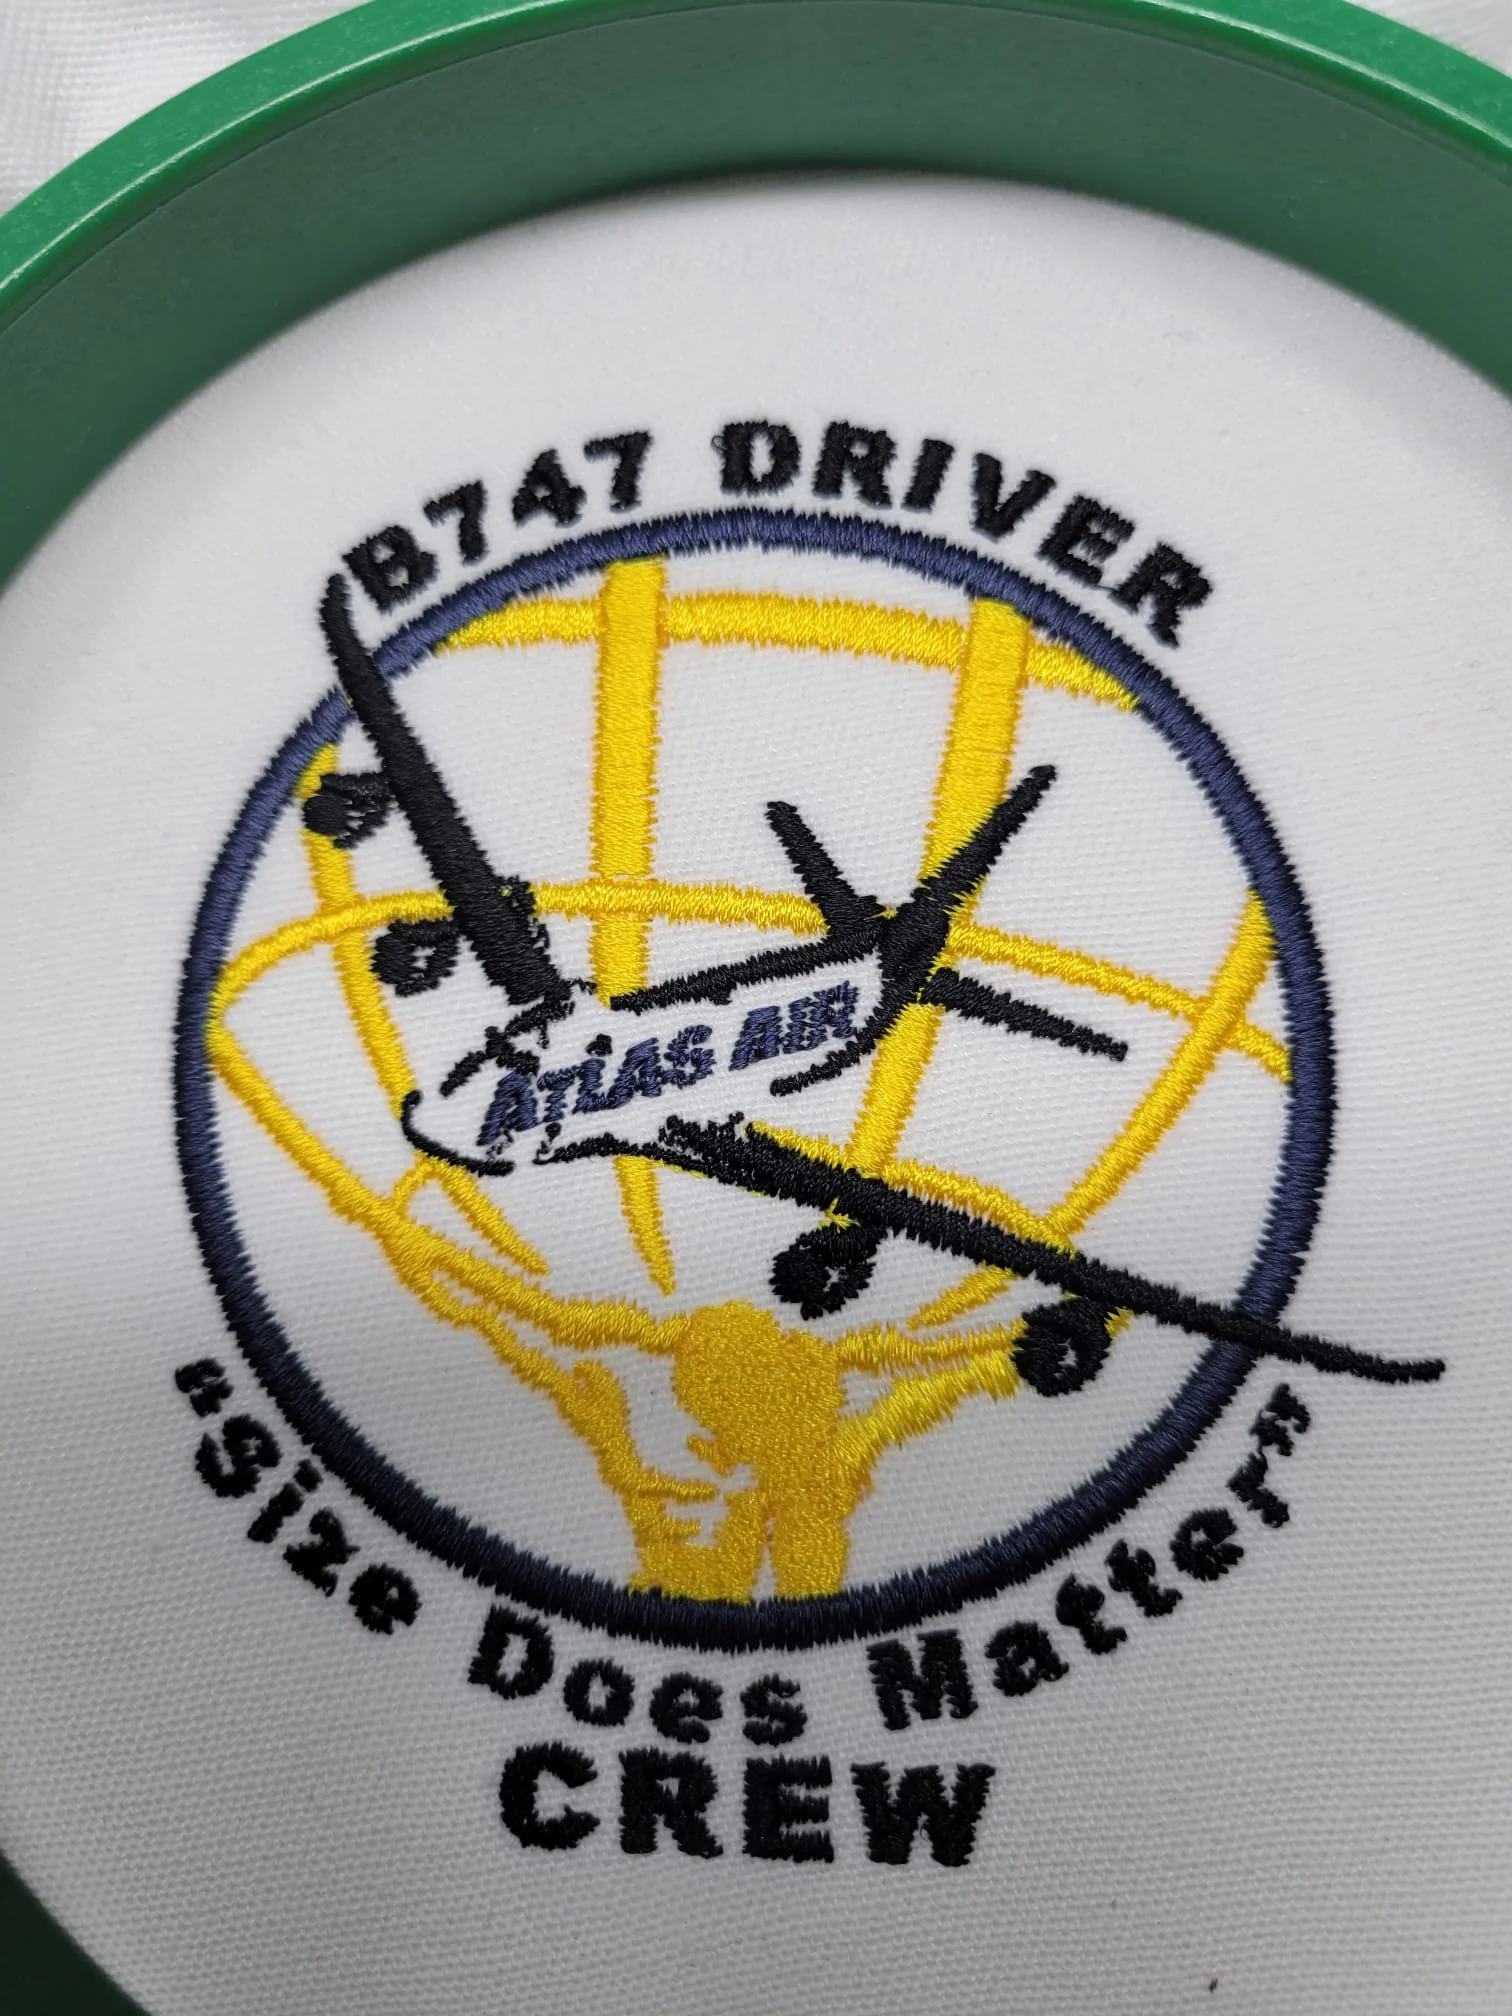 B747 DRIVER
ATLAS AIR
"Size Does Matter"
CREW